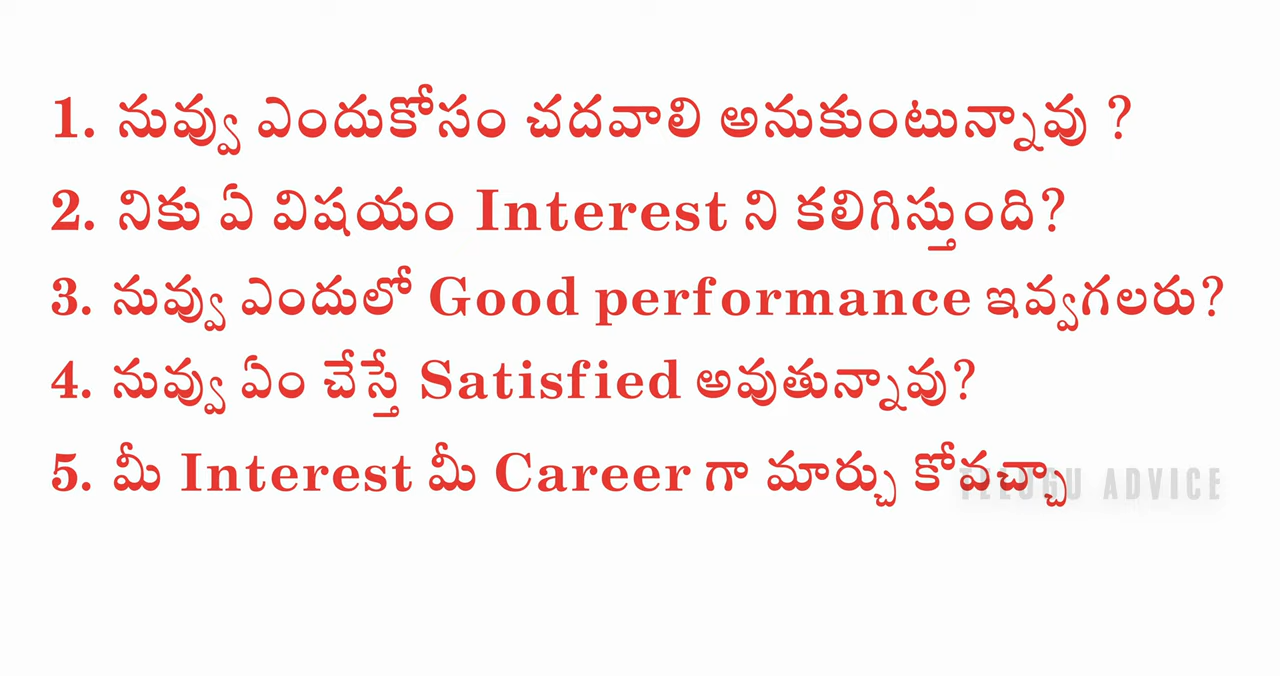 1. నువ్వు ఎందుకోసం చదవాలి అనుకుంటున్నావు ?
2. నికు ఏ విషయం Interest ని కలిగిస్తుంది?
3. నువ్వు ఎందులో Good performance ఇవ్వగలరు?
4. నువ్వు ఏం చేస్తే Satisfied అవుతున్నావు?
5. మీ Interest మీ Career గా మార్చు కోవచ్చా
TELUGU ADVICE